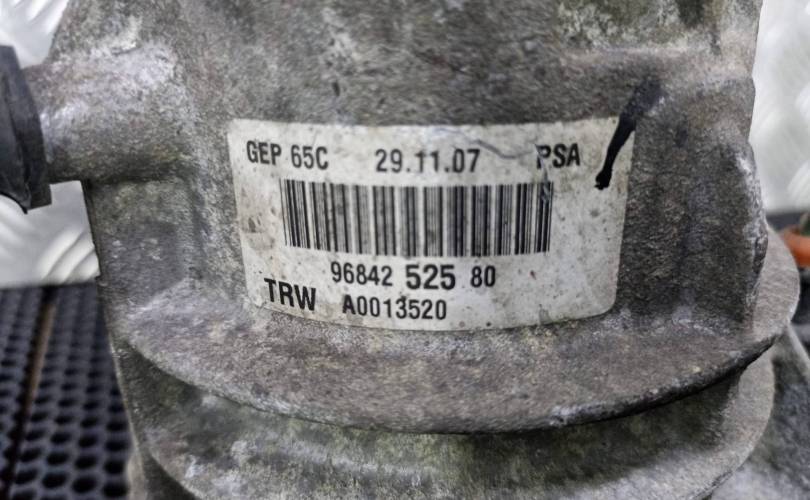 GEP 65C 29.11.07 PSA
96842 525 80
TRW A0013520